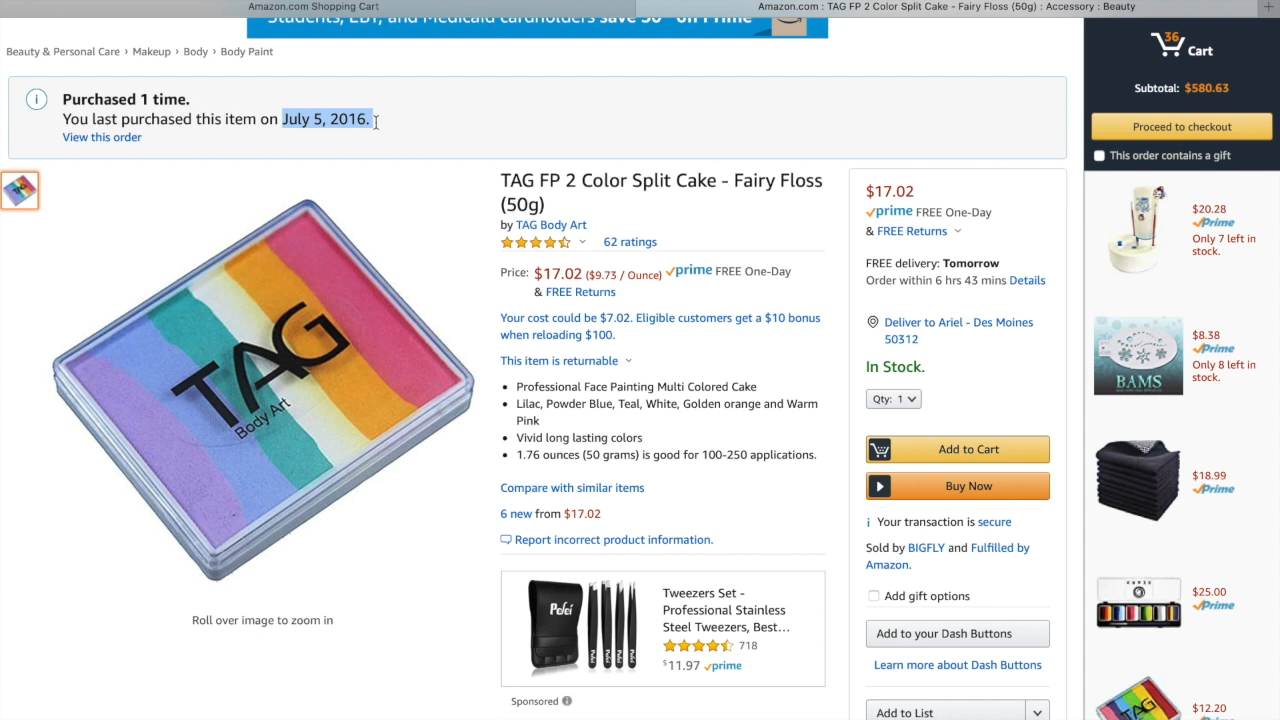 Amazon.com Shopping Cart
Amazon.com : TAG FP 2 Color Split Cake - Fairy Floss (50g) : Accessory : Beauty
Students, EBT, and Medicaid cardholders save 50% on Prime
Beauty & Personal Care › Makeup › Body › Body Paint
Purchased 1 time.
You last purchased this item on July 5, 2016.
View this order
TAG
Body Art
Roll over image to zoom in
TAG FP 2 Color Split Cake - Fairy Floss
(50g)
by TAG Body Art
62 ratings
Price: $17.02 ($9.73 / Ounce) prime FREE One-Day
& FREE Returns
Your cost could be $7.02. Eligible customers get a $10 bonus
when reloading $100.
This item is returnable
• Professional Face Painting Multi Colored Cake
• Lilac, Powder Blue, Teal, White, Golden orange and Warm
Pink
• Vivid long lasting colors
• 1.76 ounces (50 grams) is good for 100-250 applications.
Compare with similar items
6 new from $17.02
Report incorrect product information.
Tweezers Set -
Professional Stainless
Steel Tweezers, Best...
718
$11.97 prime
Sponsored
$17.02
prime FREE One-Day
& FREE Returns
FREE delivery: Tomorrow
Order within 6 hrs 43 mins Details
Deliver to Ariel - Des Moines
50312
In Stock.
Qty: 1
Add to Cart
Buy Now
Your transaction is secure
Sold by BIGFLY and Fulfilled by
Amazon.
Add gift options
Add to your Dash Buttons
Learn more about Dash Buttons
Add to List
36
Cart
Subtotal: $580.63
Proceed to checkout
This order contains a gift
$20.28
prime
Only 7 left in
stock.
BAMS
$8.38
prime
Only 8 left in
stock.
$18.99
prime
$25.00
prime
TAG
$12.20